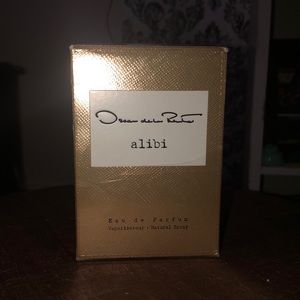 Oscar de la Renta
alibi
Eau de Parfum
Vaporisateur • Natural Spray